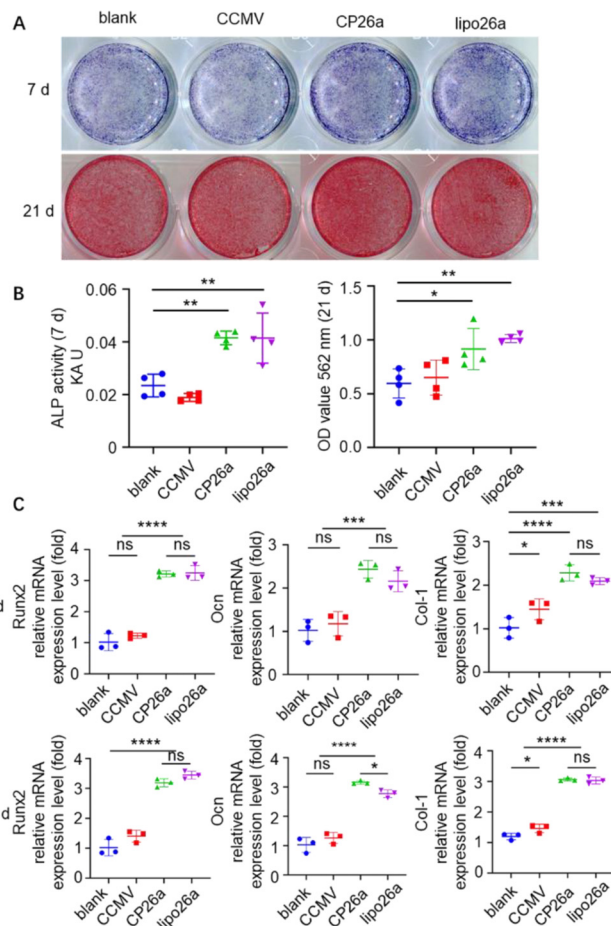 A
blank
CCMV
CP26a
lipo26a
7 d
21 d
B
ALP activity (7 d)
KA U
0.06
0.04
0.02
0.00
**
**
blank
CCMV
CP26a
lipo26a
OD value 562 nm (21 d)
1.5
1.0
0.5
0.0
**
*
blank
CCMV
CP26a
lipo26a
C
Runx2
relative mRNA
expression level (fold)
4
3
2
1
0
****
ns
ns
blank
CCMV
CP26a
lipo26a
Ocn
relative mRNA
expression level (fold)
3
2
1
0
***
ns
ns
blank
CCMV
CP26a
lipo26a
Col-1
relative mRNA
expression level (fold)
3
2
1
0
***
****
*
ns
blank
CCMV
CP26a
lipo26a
Runx2
relative mRNA
expression level (fold)
4
3
2
1
0
****
ns
blank
CCMV
CP26a
lipo26a
Ocn
relative mRNA
expression level (fold)
4
3
2
1
0
****
ns
*
blank
CCMV
CP26a
lipo26a
Col-1
relative mRNA
expression level (fold)
4
3
2
1
0
****
*
ns
blank
CCMV
CP26a
lipo26a